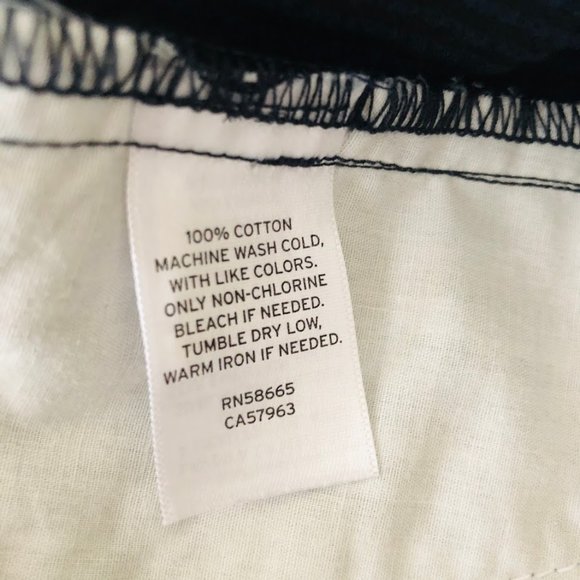 100% COTTON
MACHINE WASH COLD,
WITH LIKE COLORS.
ONLY NON-CHLORINE
BLEACH IF NEEDED.
TUMBLE DRY LOW,
WARM IRON IF NEEDED.
RN58665
CA57963